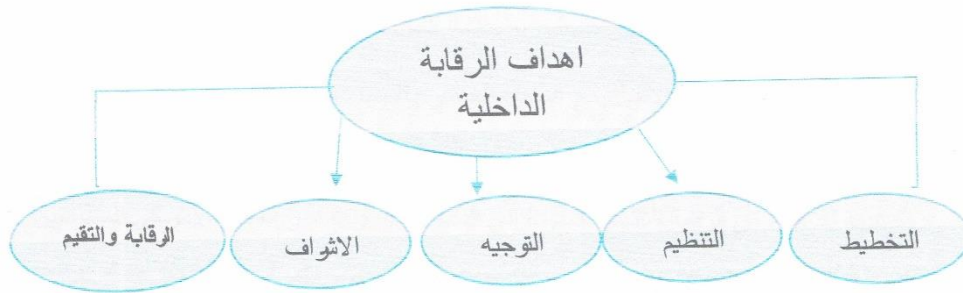 اهداف الرقابة
الداخلية
التخطيط
التنظيم
التوجيه
الاشراف
الرقابة والتقيم